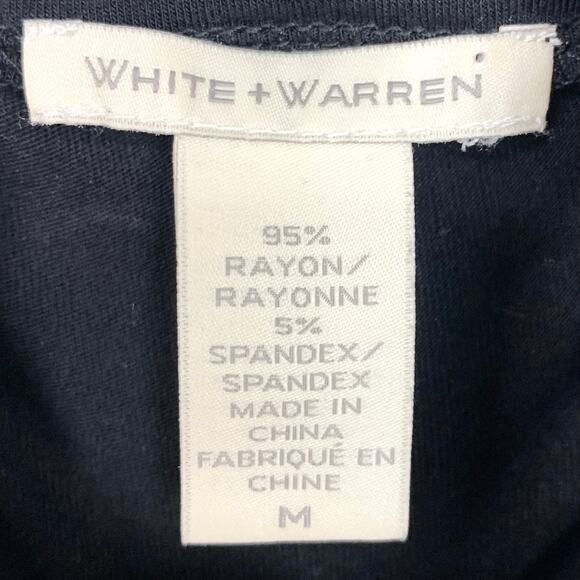 WHITE + WARREN
95%
RAYON/
RAYONNE
5%
SPANDEX/
SPANDEX
MADE IN
CHINA
FABRIQUÉ EN
CHINE
M